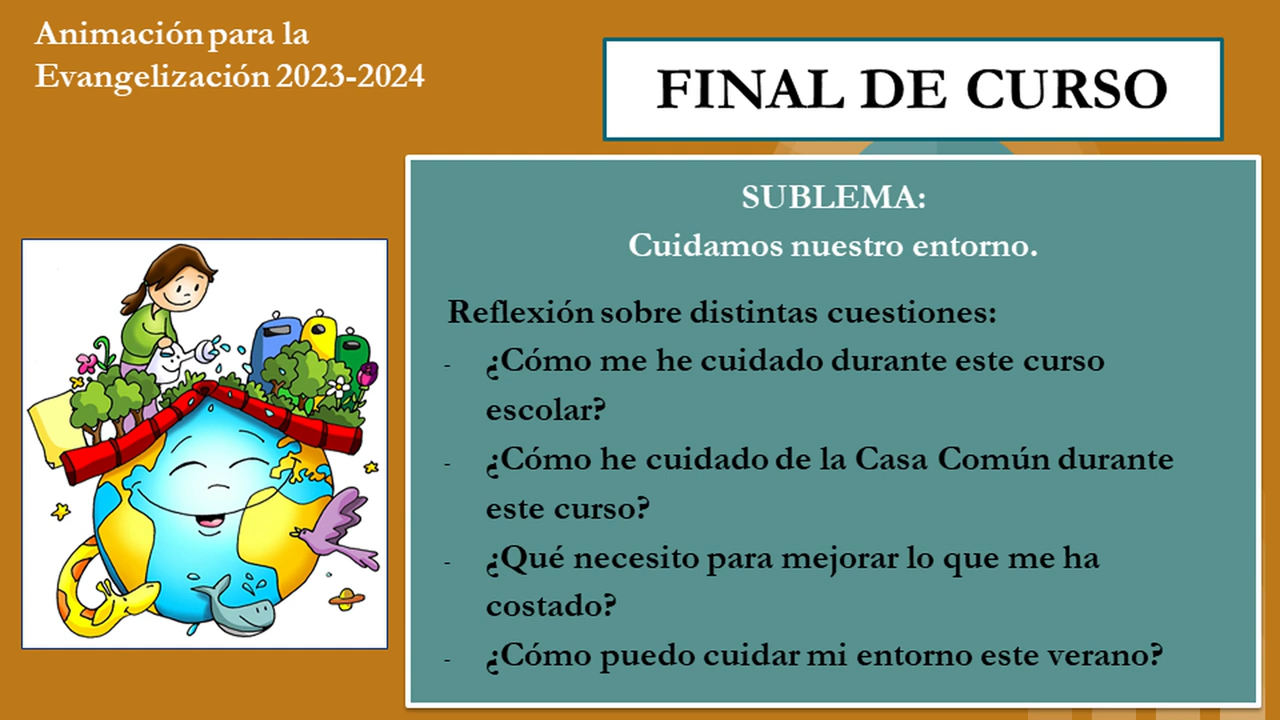 Animación para la
Evangelización 2023-2024
FINAL DE CURSO
SUBLEMA:
Cuidamos nuestro entorno.
Reflexión sobre distintas cuestiones:
- ¿Cómo me he cuidado durante este curso
escolar?
- ¿Cómo he cuidado de la Casa Común durante
este curso?
- ¿Qué necesito para mejorar lo que me ha
costado?
- ¿Cómo puedo cuidar mi entorno este verano?